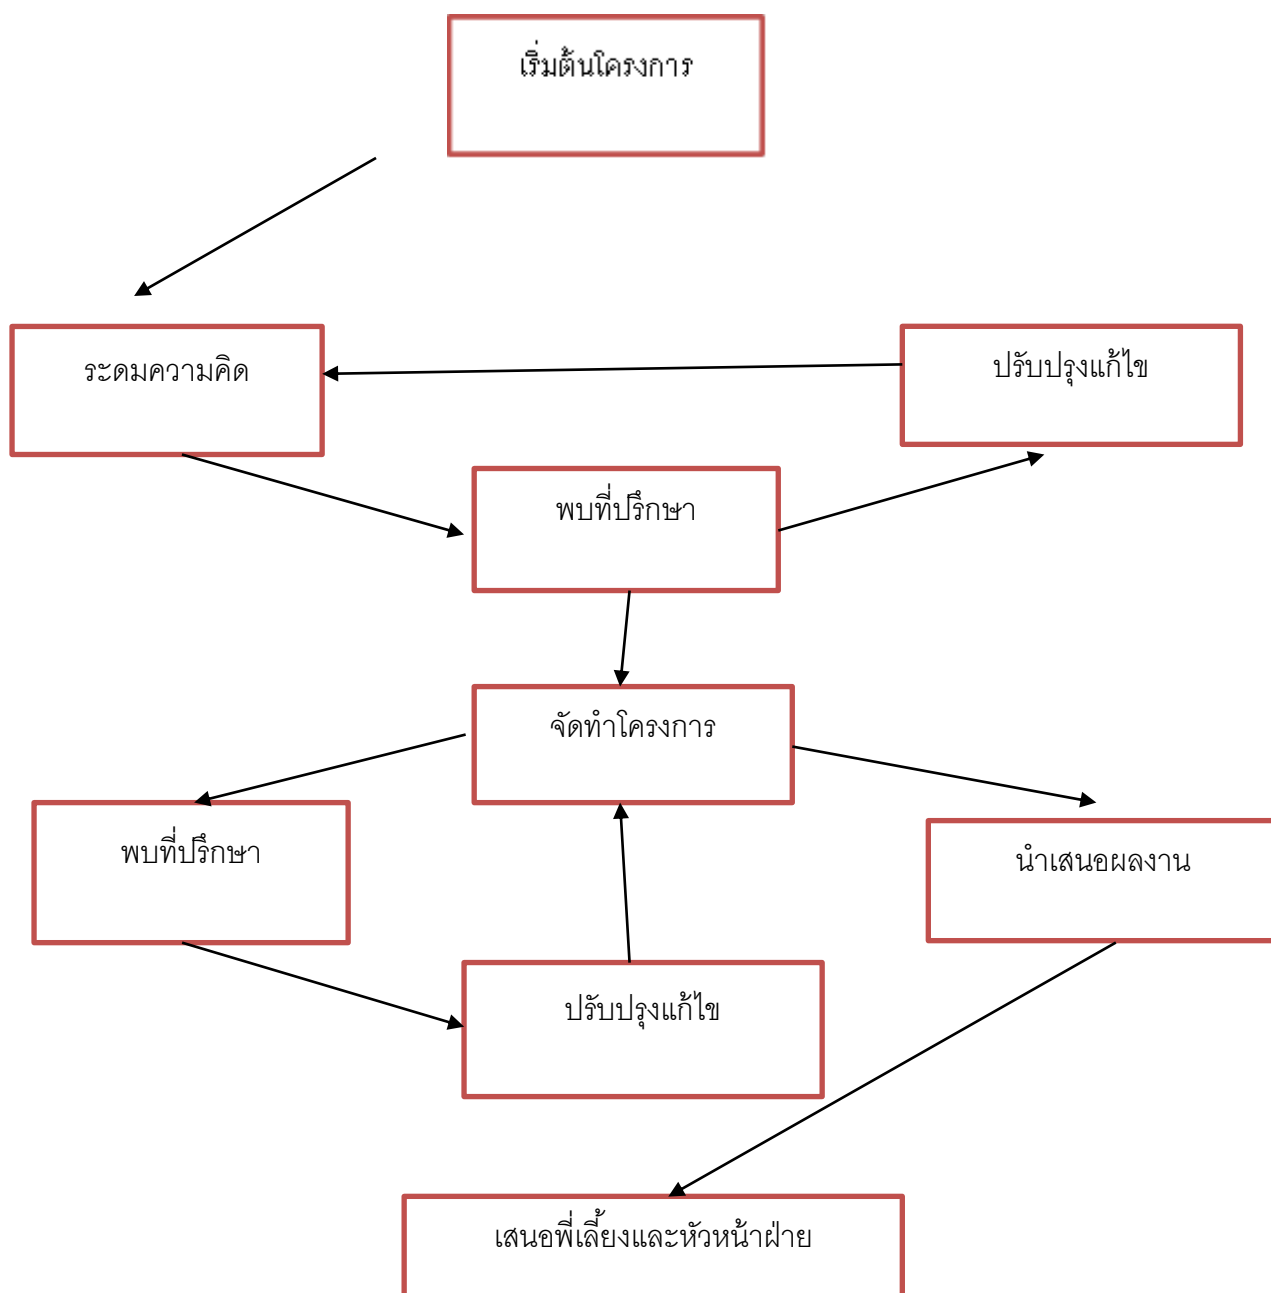 เริ่มต้นโครงการ
ระดมความคิด
ปรับปรุงแก้ไข
พบที่ปรึกษา
จัดทำโครงการ
พบที่ปรึกษา
นำเสนอผลงาน
ปรับปรุงแก้ไข
เสนอพี่เลี้ยงและหัวหน้าฝ่าย